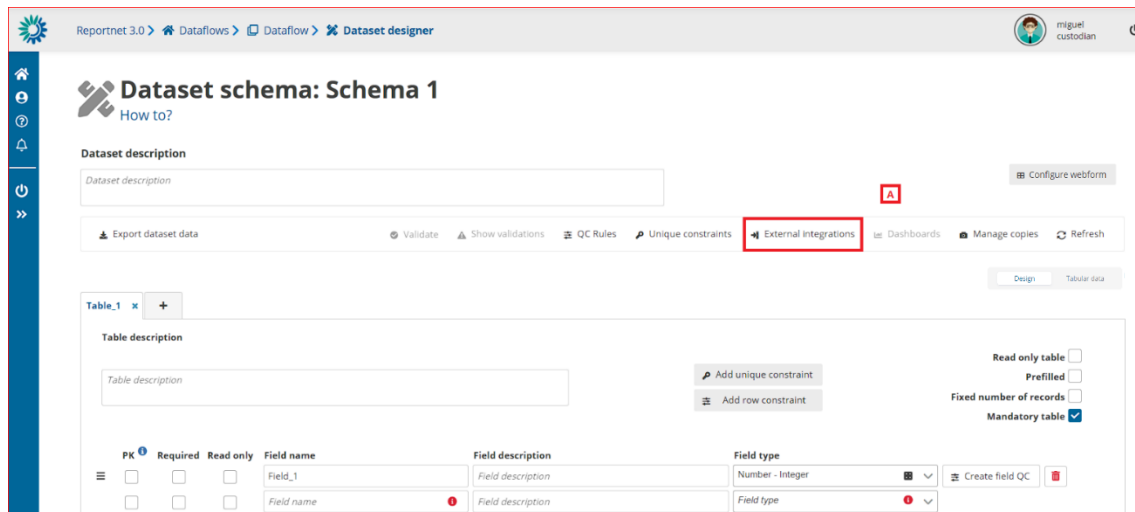 Reportnet 3.0 > Dataflows > Dataflow > Dataset designer
miguel
custodian
Dataset schema: Schema 1
How to?
Dataset description
Dataset description
Configure webform
A
Export dataset data Validate Show validations QC Rules Unique constraints External integrations Dashboards Manage copies Refresh
Design Tabular data
Table_1 x +
Table description
Read only table
Table description
Add unique constraint
Prefilled
Add row constraint
Fixed number of records
Mandatory table
PK Required Read only Field name Field description Field type
Field_1 Field description Number - Integer Create field QC
Field name Field description Field type